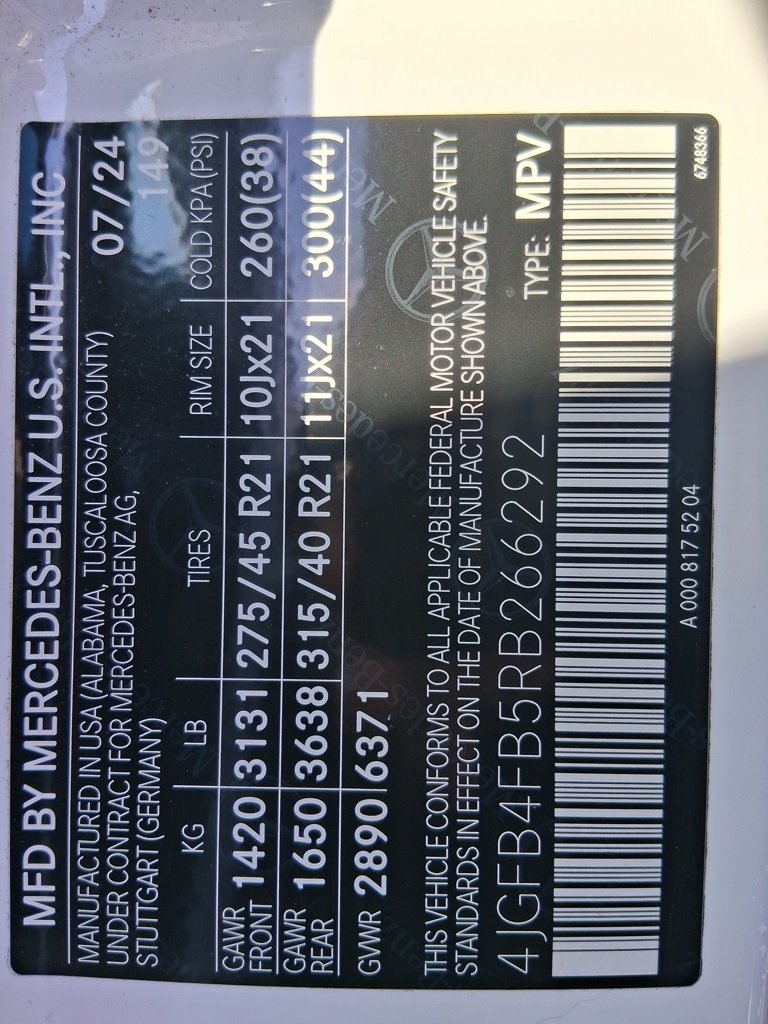 MFD BY MERCEDES-BENZ U.S. INTL., INC
MANUFACTURED IN USA (ALABAMA, TUSCALOOSA COUNTY) 07/24
UNDER CONTRACT FOR MERCEDES-BENZ AG, 149
STUTTGART (GERMANY)
KG LB TIRES RIM SIZE COLD KPA (PSI)
GAWR FRONT 1420 3131 275/45 R21 10Jx21 260(38)
GAWR REAR 1650 3638 315/40 R21 11Jx21 300(44)
GVWR 2890 6371
THIS VEHICLE CONFORMS TO ALL APPLICABLE FEDERAL MOTOR VEHICLE SAFETY
STANDARDS IN EFFECT ON THE DATE OF MANUFACTURE SHOWN ABOVE.
4JGFB4FB5RB266292 TYPE: MPV
A 000 817 52 04
6748366